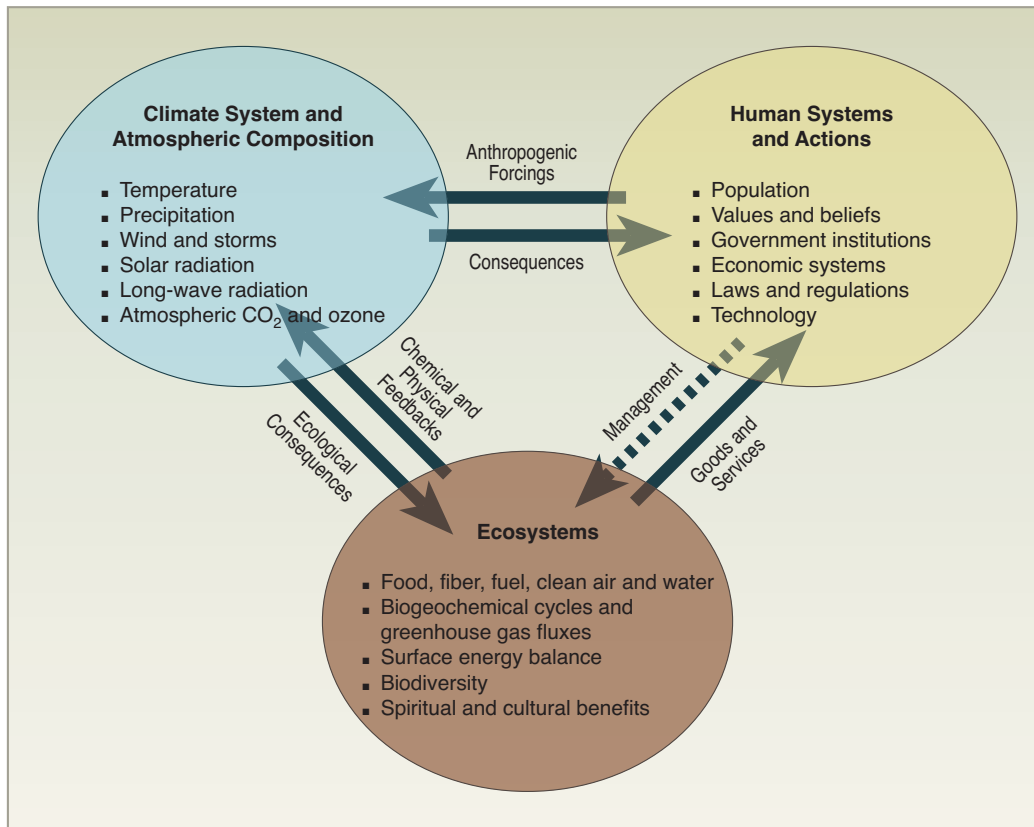 Climate System and
Atmospheric Composition
▪ Temperature
▪ Precipitation
▪ Wind and storms
▪ Solar radiation
▪ Long-wave radiation
▪ Atmospheric CO₂ and ozone
Anthropogenic
Forcings
Consequences
Human Systems
and Actions
▪ Population
▪ Values and beliefs
▪ Government institutions
▪ Economic systems
▪ Laws and regulations
▪ Technology
Ecological
Consequences
Chemical and
Physical
Feedbacks
Management
Goods and
Services
Ecosystems
▪ Food, fiber, fuel, clean air and water
▪ Biogeochemical cycles and
greenhouse gas fluxes
▪ Surface energy balance
▪ Biodiversity
▪ Spiritual and cultural benefits